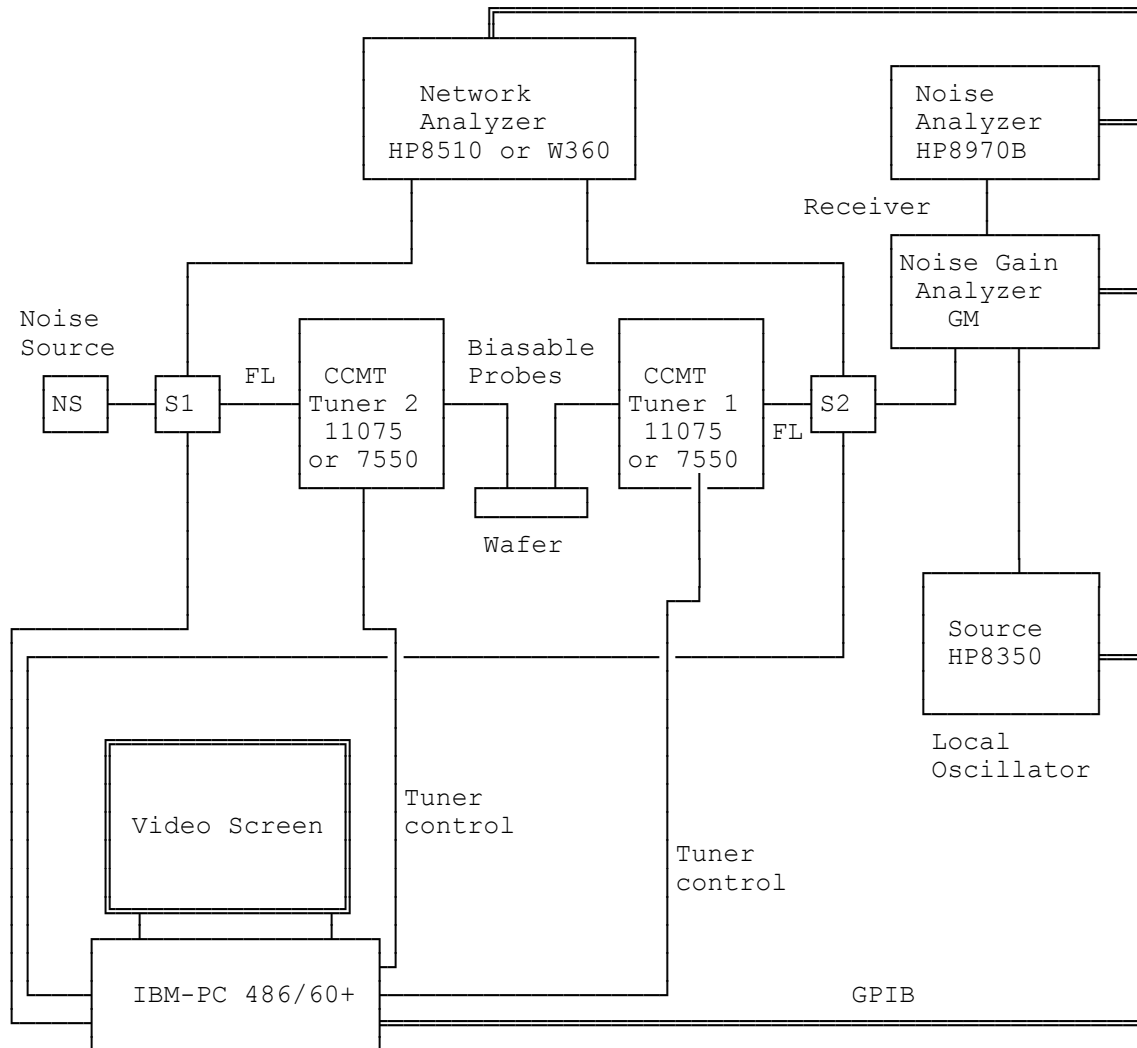 Network
Analyzer
HP8510 or W360
Noise
Analyzer
HP8970B
Receiver
Noise Gain
Analyzer
GM
Noise
Source
NS
S1
FL
CCMT
Tuner 2
11075
or 7550
Biasable
Probes
CCMT
Tuner 1
11075
or 7550
FL
S2
Wafer
Source
HP8350
Local
Oscillator
Video Screen
Tuner
control
Tuner
control
IBM-PC 486/60+
GPIB